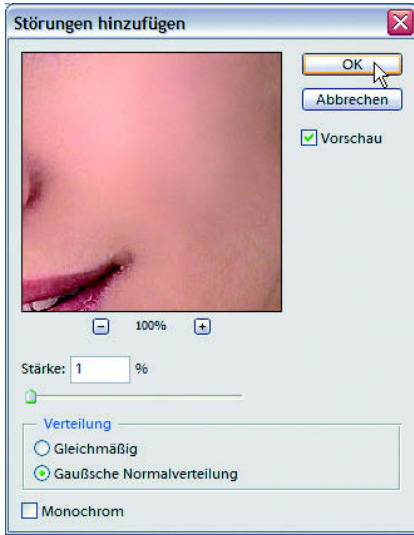 Störungen hinzufügen
OK
Abbrechen
Vorschau
100%
Stärke: 1 %
Verteilung
Gleichmäßig
Gaußsche Normalverteilung
Monochrom